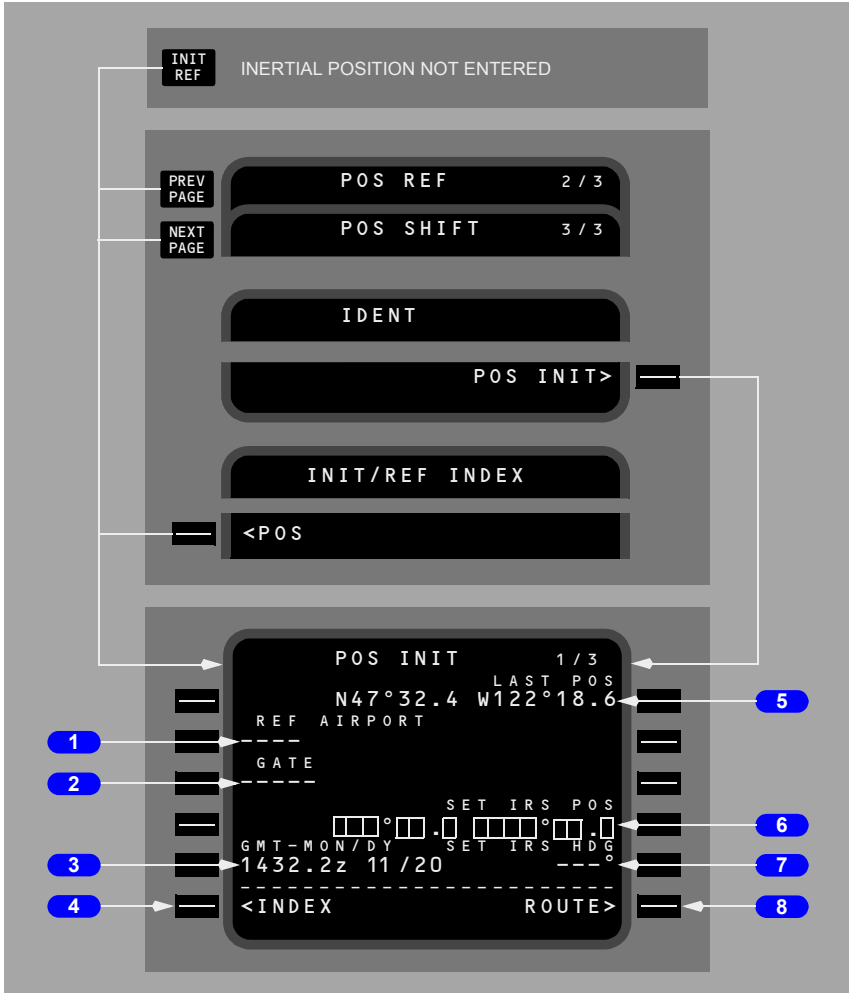 INIT
REF
INERTIAL POSITION NOT ENTERED
PREV
PAGE
POS REF 2/3
NEXT
PAGE
POS SHIFT 3/3
IDENT
POS INIT>
INIT/REF INDEX
<POS
POS INIT 1/3
LAST POS
N47°32.4 W122°18.6
5
REF AIRPORT
1
----
GATE
2
-----
SET IRS POS
□□□°□□.□ □□□□°□□.□
6
GMT-MON/DY SET IRS HDG
3
1432.2z 11/20 ---°
7
------------------------
4
<INDEX ROUTE>
8